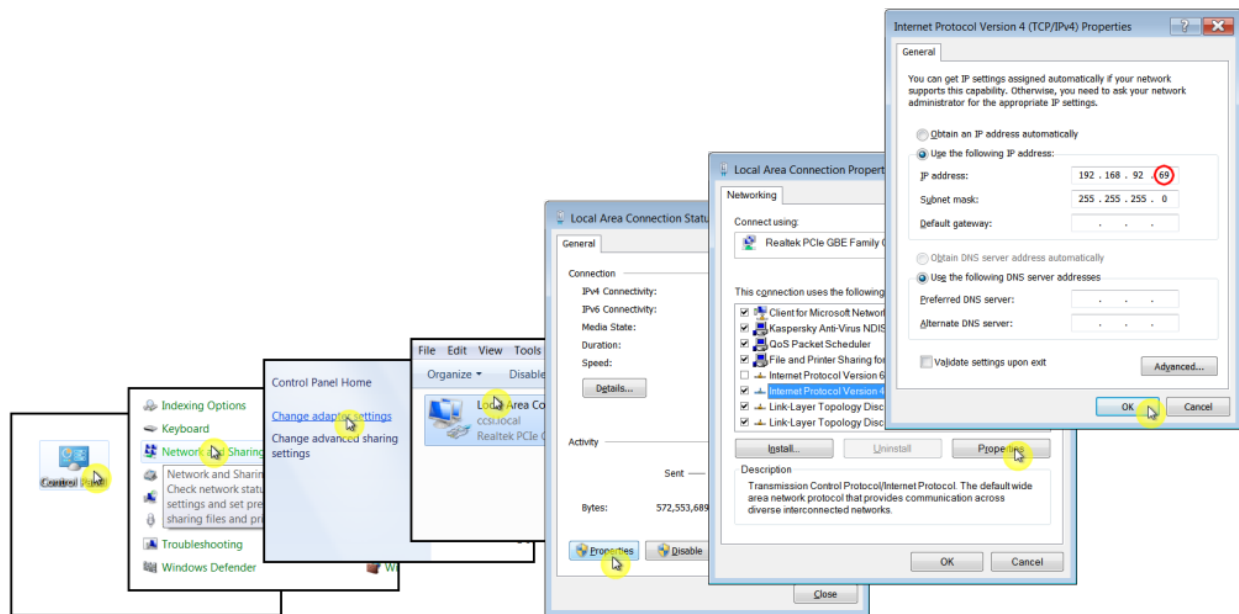 Control Panel
Indexing Options
Keyboard
Network and Sharing
Network and Sharin
Check network statu
settings and set pre
sharing files and pri
Troubleshooting
Windows Defender
Wi
Control Panel Home
Change adapter settings
Change advanced sharing
settings
File Edit View Tools
Organize Disable
Local Area Co
ccsi.local
Realtek PCIe G
Local Area Connection Statu
General
Connection
IPv4 Connectivity:
IPv6 Connectivity:
Media State:
Duration:
Speed:
Details...
Activity
Sent
Bytes: 572,553,689
Properties Disable
Close
Local Area Connection Propert
Networking
Connect using:
Realtek PCIe GBE Family C
This connection uses the following
Client for Microsoft Networ
Kaspersky Anti-Virus NDIS
QoS Packet Scheduler
File and Printer Sharing for
Internet Protocol Version 6
Internet Protocol Version 4
Link-Layer Topology Disc
Link-Layer Topology Disc
Install... Uninstall Properties
Description
Transmission Control Protocol/Internet Protocol. The default wide
area network protocol that provides communication across
diverse interconnected networks.
OK Cancel
Internet Protocol Version 4 (TCP/IPv4) Properties
General
You can get IP settings assigned automatically if your network
supports this capability. Otherwise, you need to ask your network
administrator for the appropriate IP settings.
Obtain an IP address automatically
Use the following IP address:
IP address: 192 . 168 . 92 . 69
Subnet mask: 255 . 255 . 255 . 0
Default gateway: . . .
Obtain DNS server address automatically
Use the following DNS server addresses
Preferred DNS server: . . .
Alternate DNS server: . . .
Validate settings upon exit
Advanced...
OK Cancel